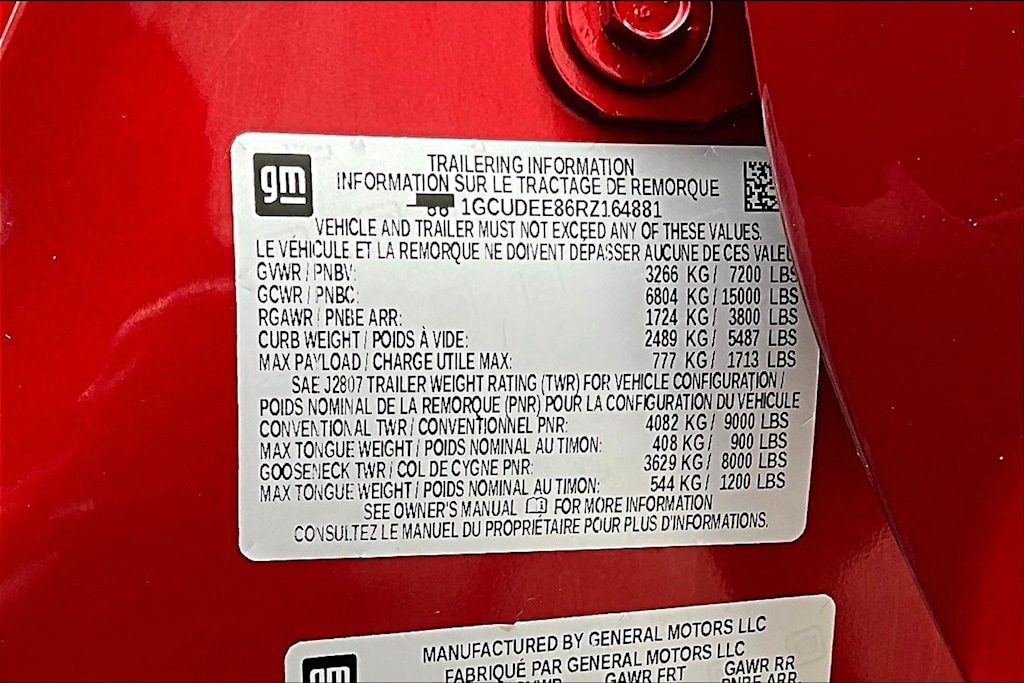 gm
TRAILERING INFORMATION
INFORMATION SUR LE TRACTAGE DE REMORQUE
1GCUDEE86RZ164881
VEHICLE AND TRAILER MUST NOT EXCEED ANY OF THESE VALUES.
LE VÉHICULE ET LA REMORQUE NE DOIVENT DÉPASSER AUCUNE DE CES VALEU
GVWR / PNBV: 3266 KG / 7200 LBS
GCWR / PNBC: 6804 KG / 15000 LBS
RGAWR / PNBE ARR: 1724 KG / 3800 LBS
CURB WEIGHT / POIDS À VIDE: 2489 KG / 5487 LBS
MAX PAYLOAD / CHARGE UTILE MAX: 777 KG / 1713 LBS
SAE J2807 TRAILER WEIGHT RATING (TWR) FOR VEHICLE CONFIGURATION /
POIDS NOMINAL DE LA REMORQUE (PNR) POUR LA CONFIGURATION DU VÉHICULE
CONVENTIONAL TWR / CONVENTIONNEL PNR: 4082 KG / 9000 LBS
MAX TONGUE WEIGHT / POIDS NOMINAL AU TIMON: 408 KG / 900 LBS
GOOSENECK TWR / COL DE CYGNE PNR: 3629 KG / 8000 LBS
MAX TONGUE WEIGHT / POIDS NOMINAL AU TIMON: 544 KG / 1200 LBS
SEE OWNER'S MANUAL FOR MORE INFORMATION
CONSULTEZ LE MANUEL DU PROPRIÉTAIRE POUR PLUS D'INFORMATIONS.
gm
MANUFACTURED BY GENERAL MOTORS LLC
FABRIQUÉ PAR GENERAL MOTORS LLC
GVWR GAWR FRT GAWR RR
PNBE ARR